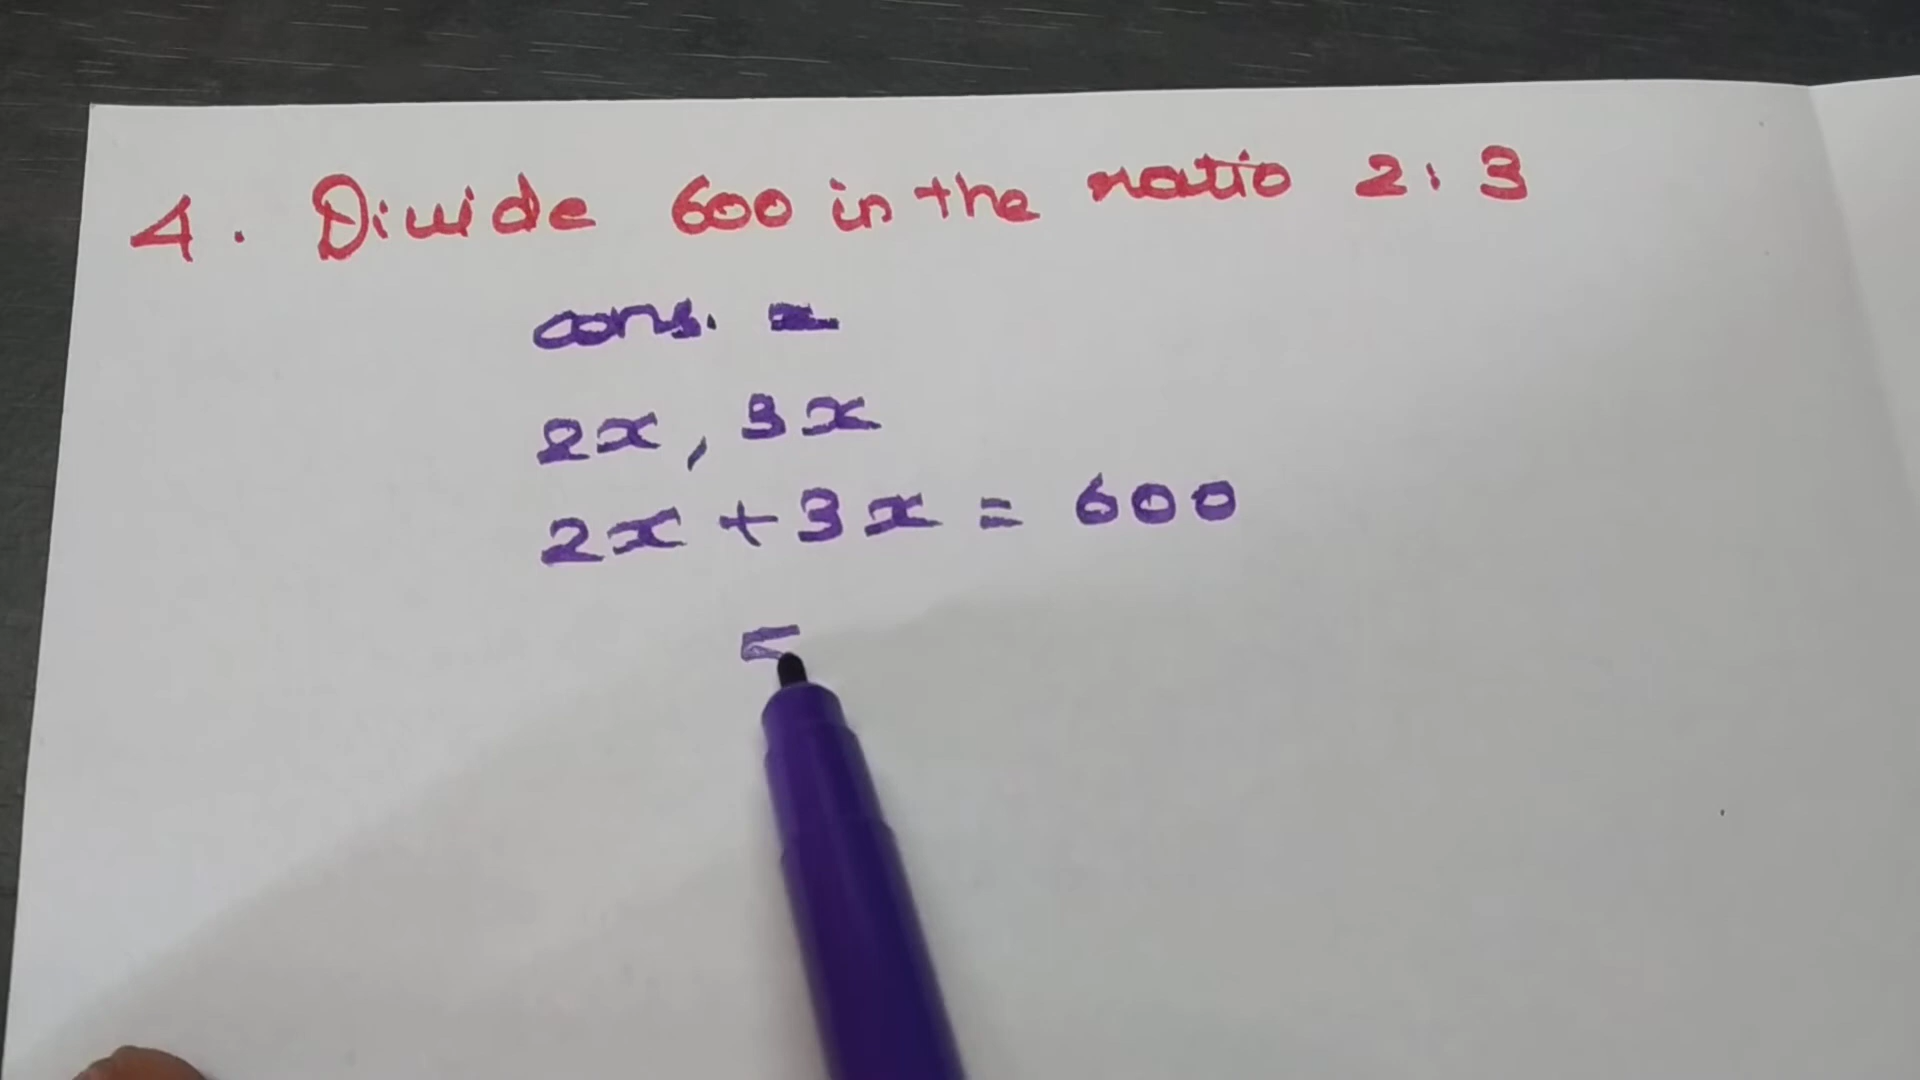 4. Divide 600 in the ratio 2:3
cons. x
2x, 3x
2x + 3x = 600
5